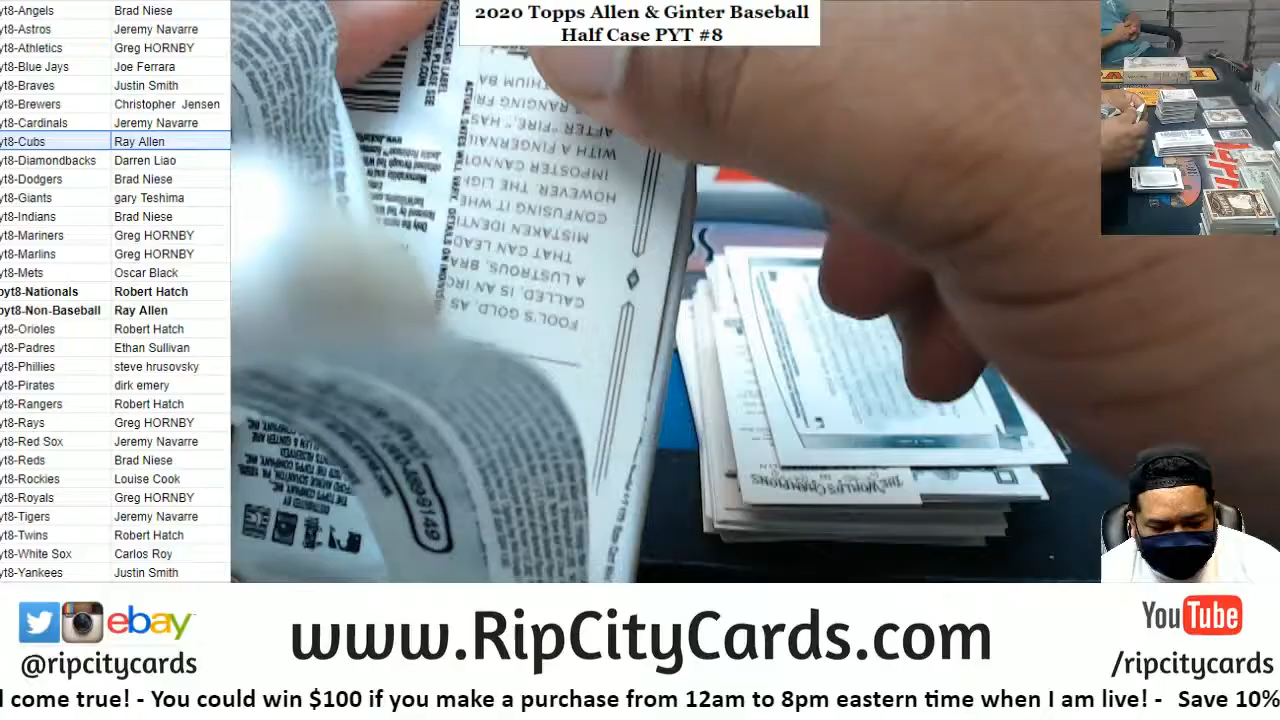 2020 Topps Allen & Ginter Baseball
Half Case PYT #8
yt8-Angels Brad Niese
yt8-Astros Jeremy Navarre
yt8-Athletics Greg HORNBY
yt8-Blue Jays Joe Ferrara
yt8-Braves Justin Smith
yt8-Brewers Christopher Jensen
yt8-Cardinals Jeremy Navarre
yt8-Cubs Ray Allen
yt8-Diamondbacks Darren Liao
yt8-Dodgers Brad Niese
yt8-Giants gary Teshima
yt8-Indians Brad Niese
yt8-Mariners Greg HORNBY
yt8-Marlins Greg HORNBY
yt8-Mets Oscar Black
pyt8-Nationals Robert Hatch
pyt8-Non-Baseball Ray Allen
yt8-Orioles Robert Hatch
yt8-Padres Ethan Sullivan
yt8-Phillies steve hrusovsky
yt8-Pirates dirk emery
yt8-Rangers Robert Hatch
yt8-Rays Greg HORNBY
yt8-Red Sox Jeremy Navarre
yt8-Reds Brad Niese
yt8-Rockies Louise Cook
yt8-Royals Greg HORNBY
yt8-Tigers Jeremy Navarre
yt8-Twins Robert Hatch
yt8-White Sox Carlos Roy
yt8-Yankees Justin Smith
FOOL'S GOLD, AS
CALLED, IS AN
A LUSTROUS,
THAT CAN LEAD
MISTAKEN
CONFUSING IT
HOWEVER, THE
IMPOSTER
WITH A
AFTER "FIRE," HAS
RANGING
ebay
@ripcitycards
www.RipCityCards.com
YouTube
/ripcitycards
come true! - You could win $100 if you make a purchase from 12am to 8pm eastern time when I am live! - Save 10%